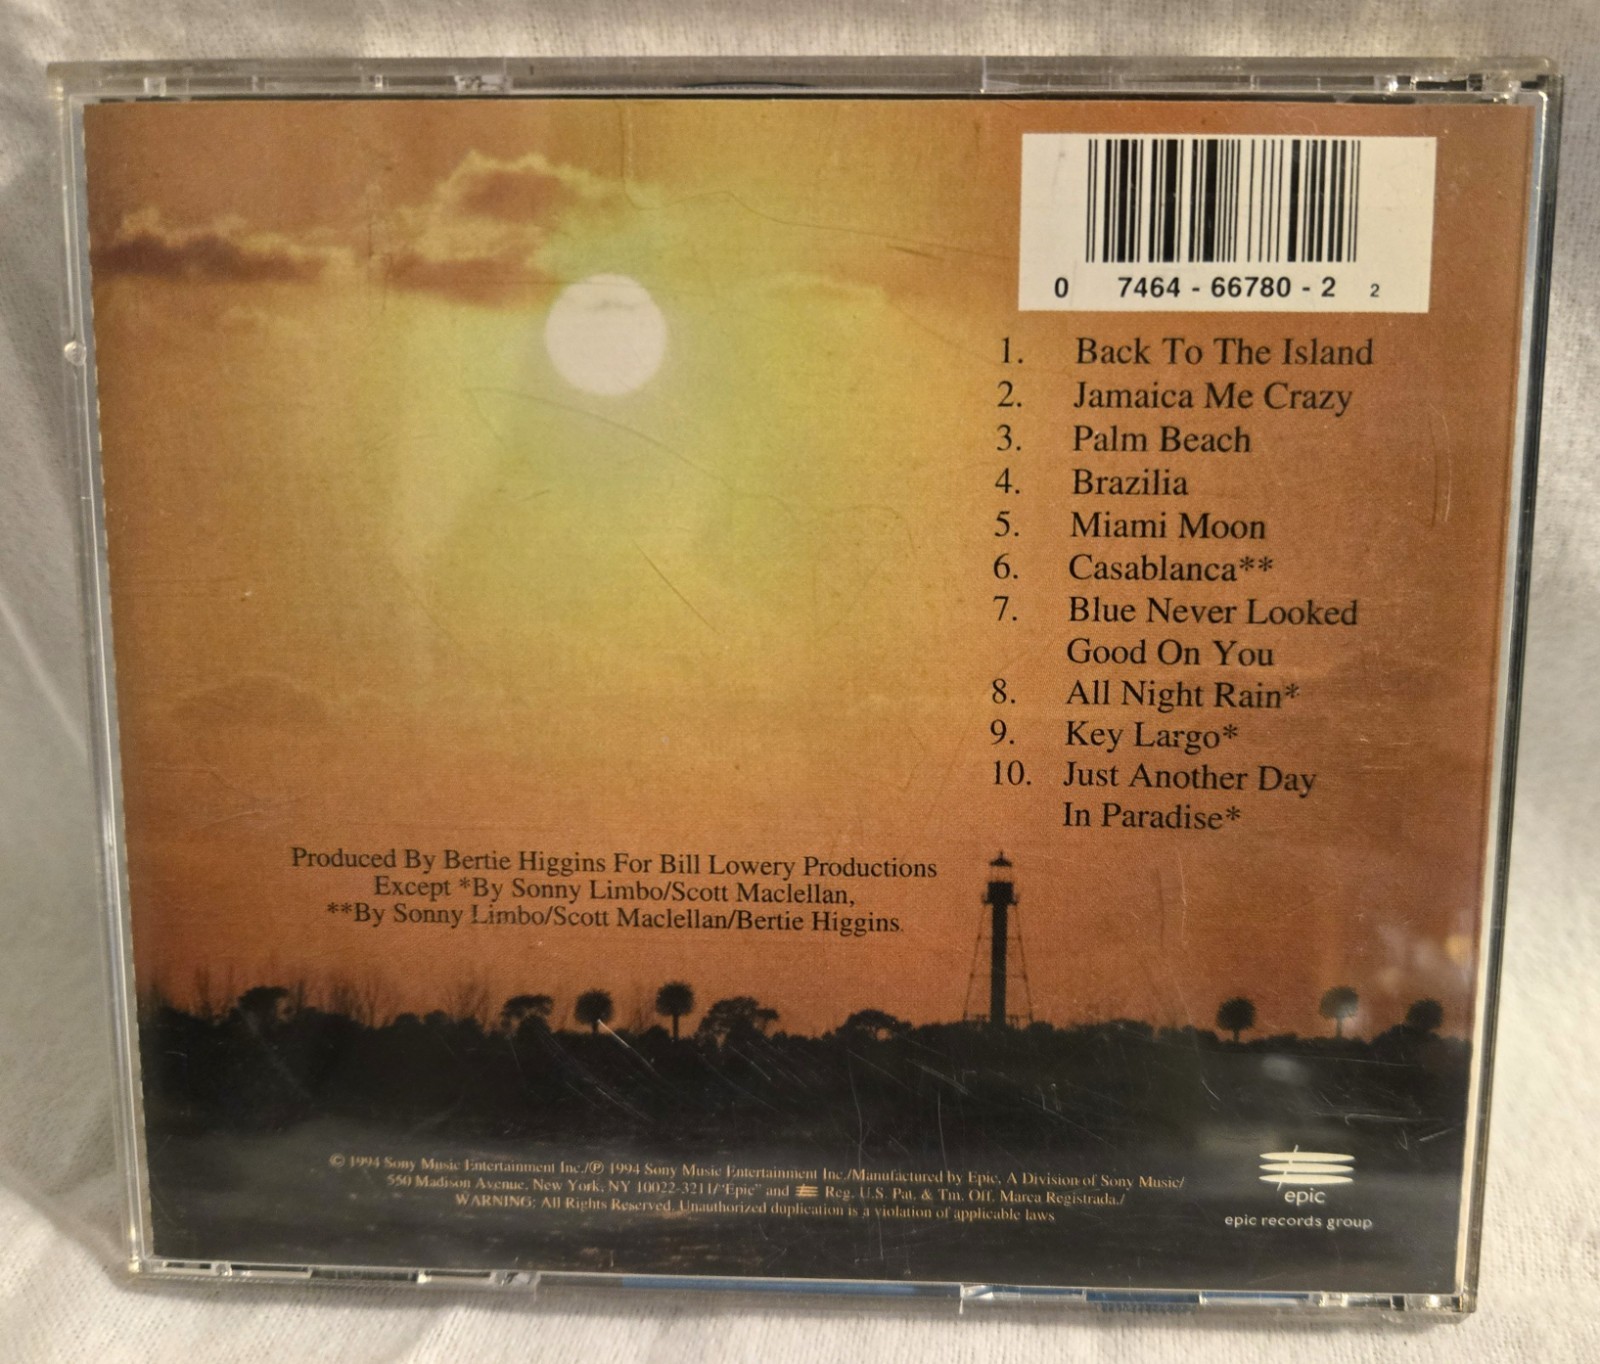 0 7464 - 66780 - 2 2
1. Back To The Island
2. Jamaica Me Crazy
3. Palm Beach
4. Brazilia
5. Miami Moon
6. Casablanca**
7. Blue Never Looked
Good On You
8. All Night Rain*
9. Key Largo*
10. Just Another Day
In Paradise*
Produced By Bertie Higgins For Bill Lowery Productions
Except *By Sonny Limbo/Scott Maclellan,
**By Sonny Limbo/Scott Maclellan/Bertie Higgins.
© 1994 Sony Music Entertainment Inc./℗ 1994 Sony Music Entertainment Inc./Manufactured by Epic, A Division of Sony Music/
550 Madison Avenue, New York, NY 10022-3211/"Epic" and Reg. U.S. Pat. & Tm. Off. Marca Registrada./
WARNING: All Rights Reserved. Unauthorized duplication is a violation of applicable laws
epic
epic records group